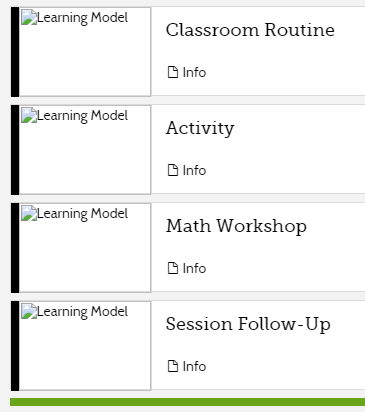 Learning Model
Classroom Routine
Info
Learning Model
Activity
Info
Learning Model
Math Workshop
Info
Learning Model
Session Follow-Up
Info